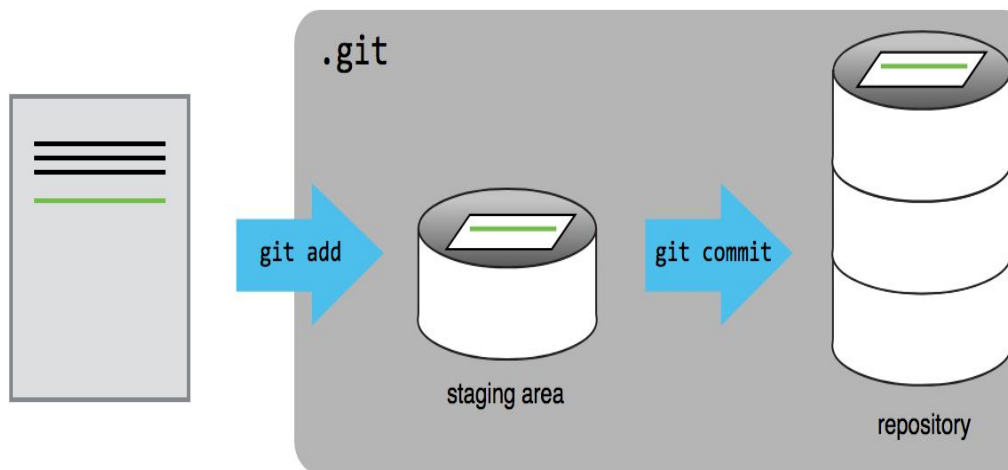 .git
git add
git commit
staging area
repository